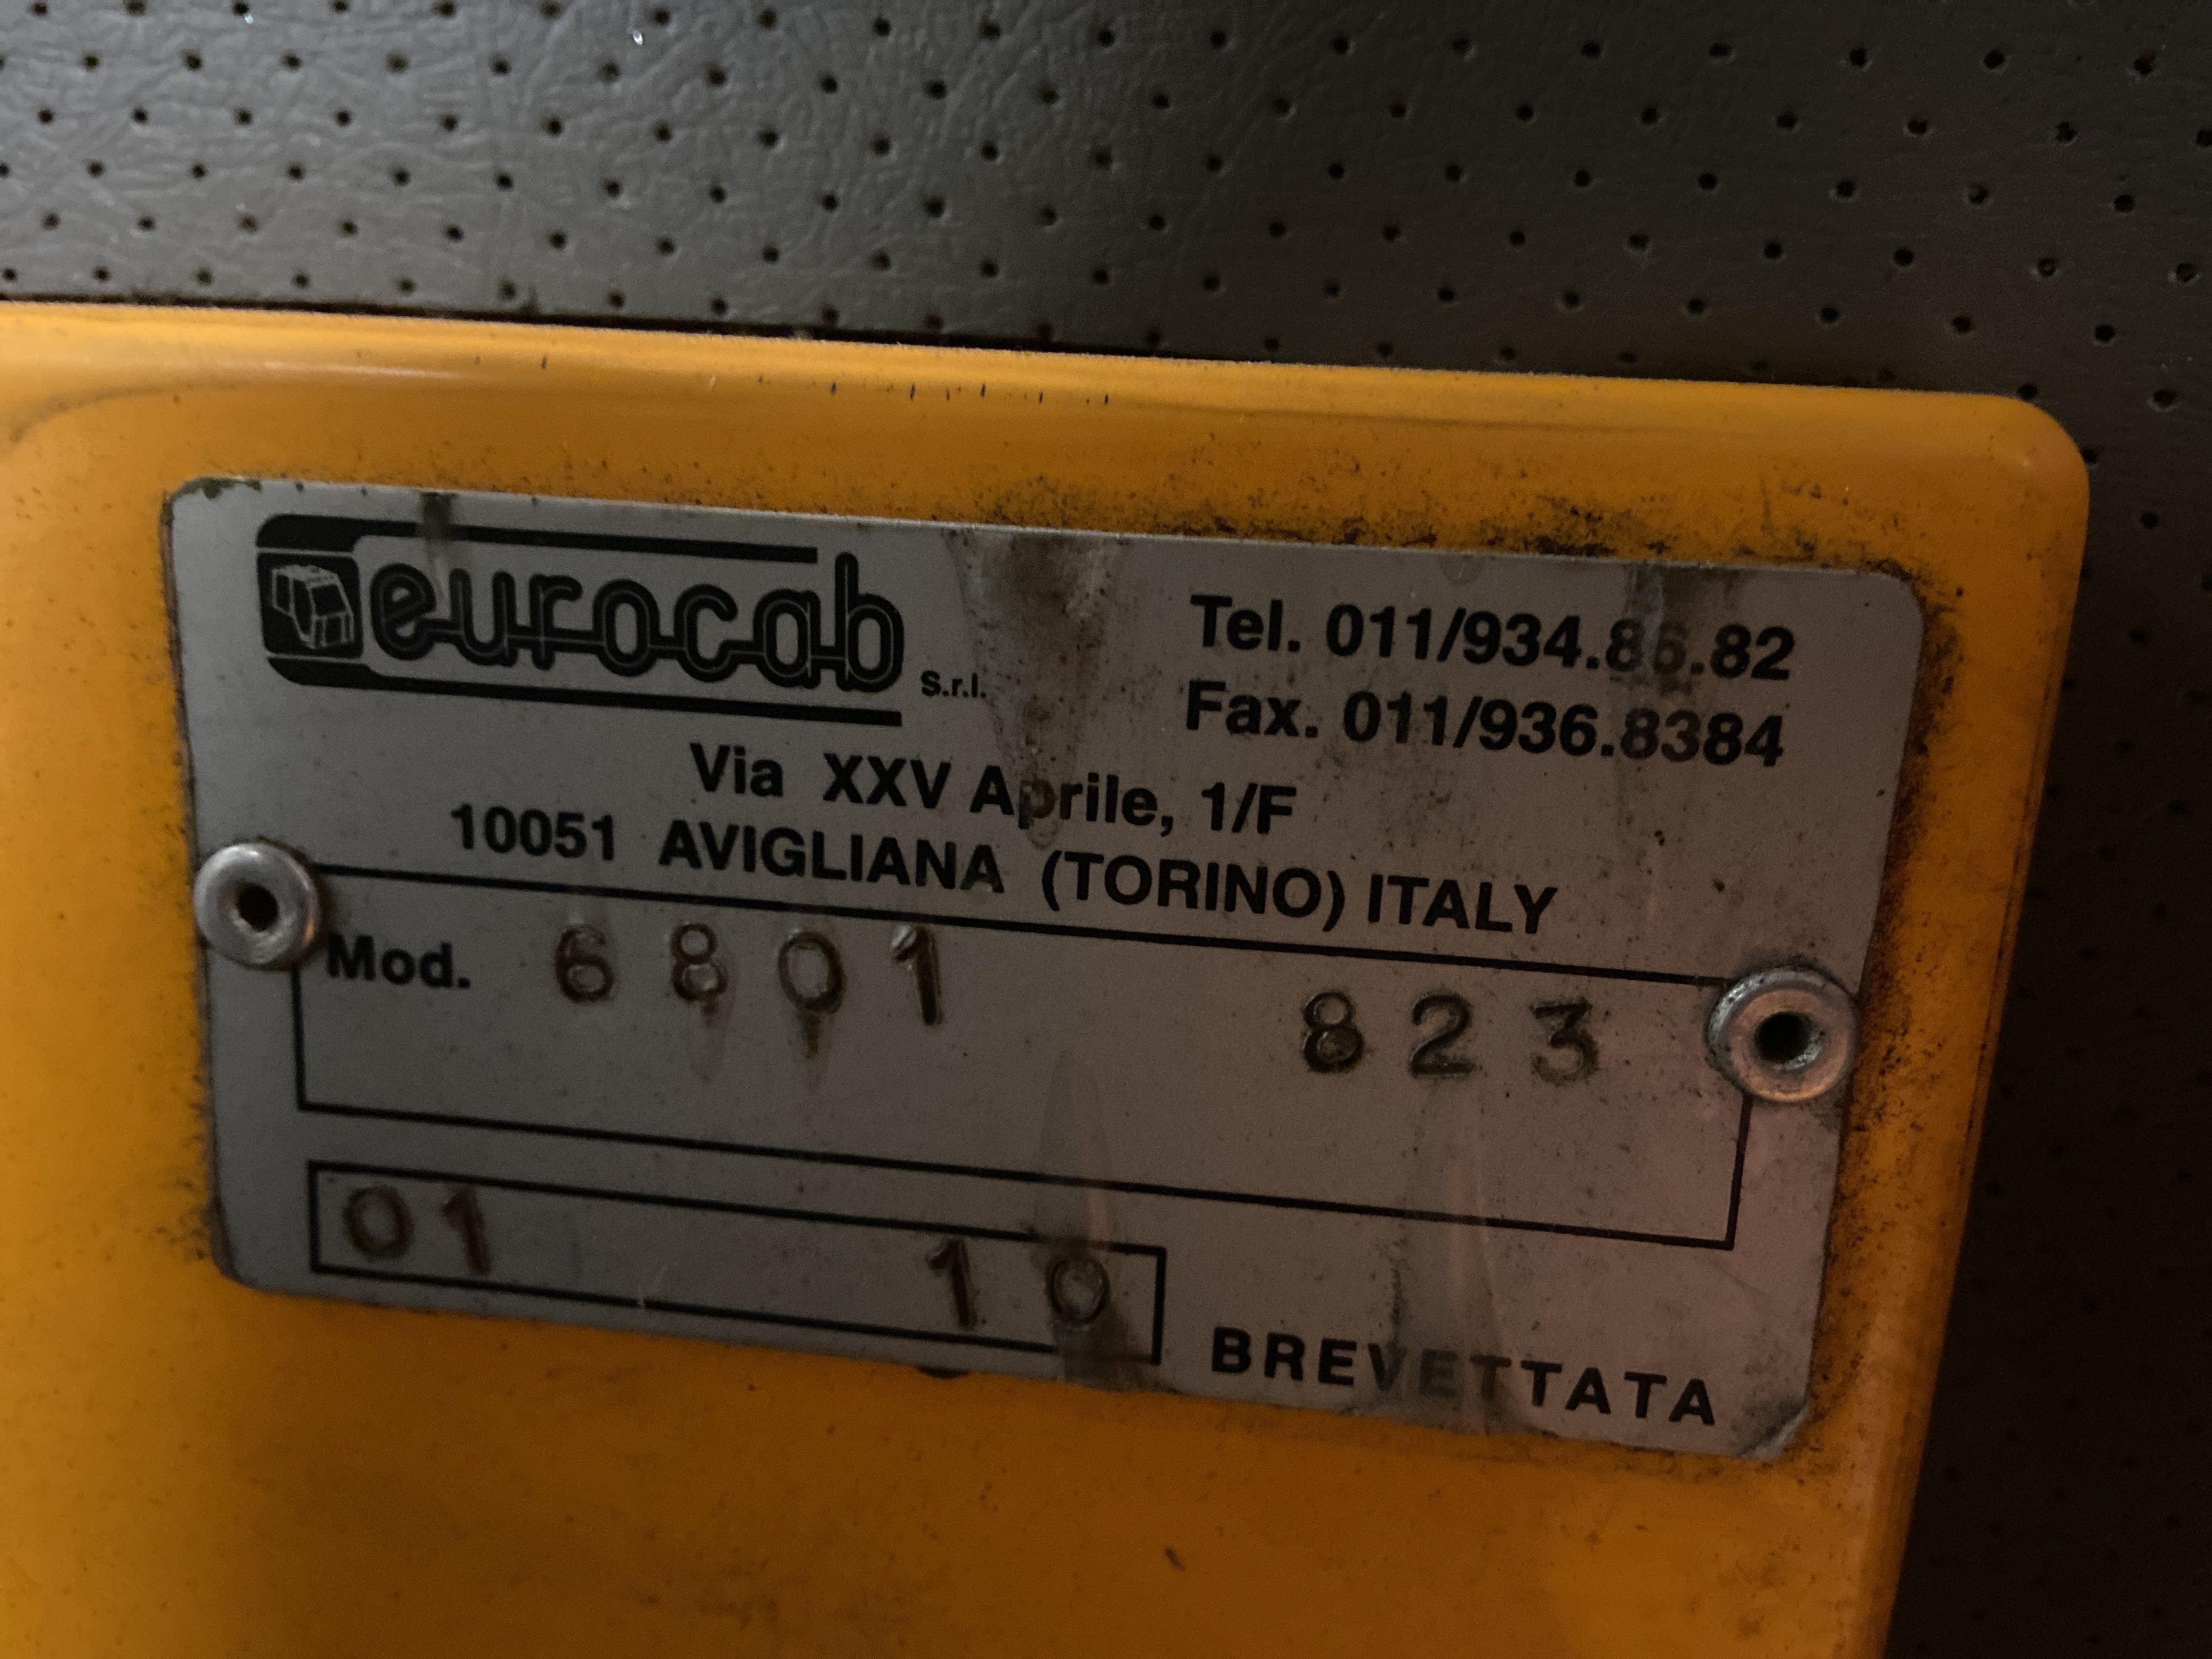 eurocab s.r.l.
Tel. 011/934.86.82
Fax. 011/936.8384
Via XXV Aprile, 1/F
10051 AVIGLIANA (TORINO) ITALY
Mod. 6801 823
01 10
BREVETTATA